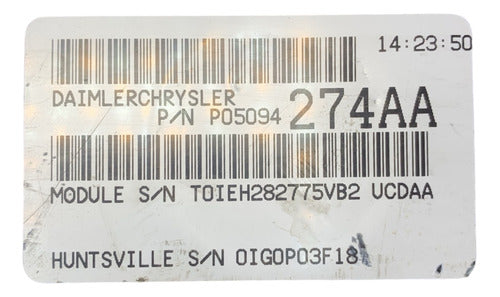 14:23:50
DAIMLERCHRYSLER
P/N P05094 274AA
MODULE S/N T0IEH282775VB2 UCDAA
HUNTSVILLE S/N 0IG0P03F18